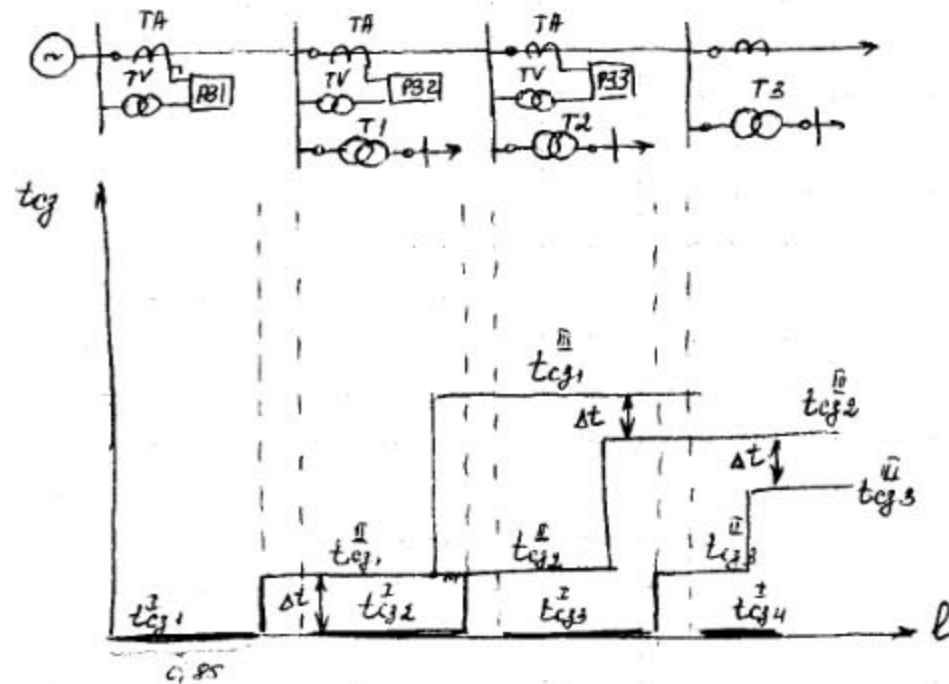 TA TA TA
TV TV TV
РЗ1 РЗ2 РЗ3
T1 T2 T3
~
tсз
tсз1 III
Δt
tсз2 III
Δt
tсз3 III
tсз1 II tсз2 II tсз3 II
Δt
tсз1 I tсз2 I tсз3 I tсз4 I
l
0,85